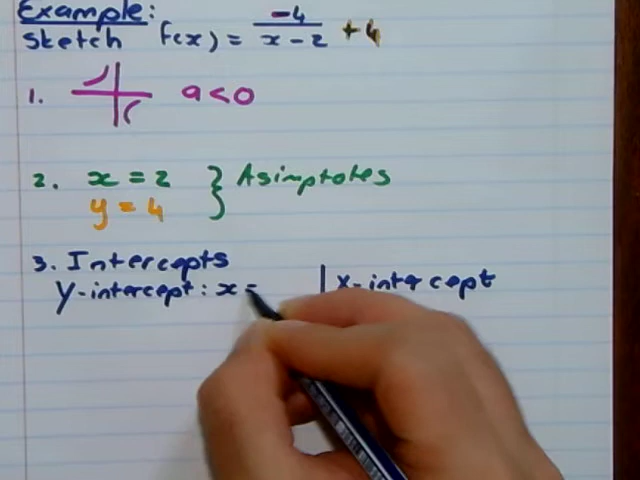 Example:
Sketch f(x) = -4/(x-2) + 4
1. a < 0
2. x = 2 } Asimptotes
y = 4
3. Intercepts
y-intercept: x = | x-intercept